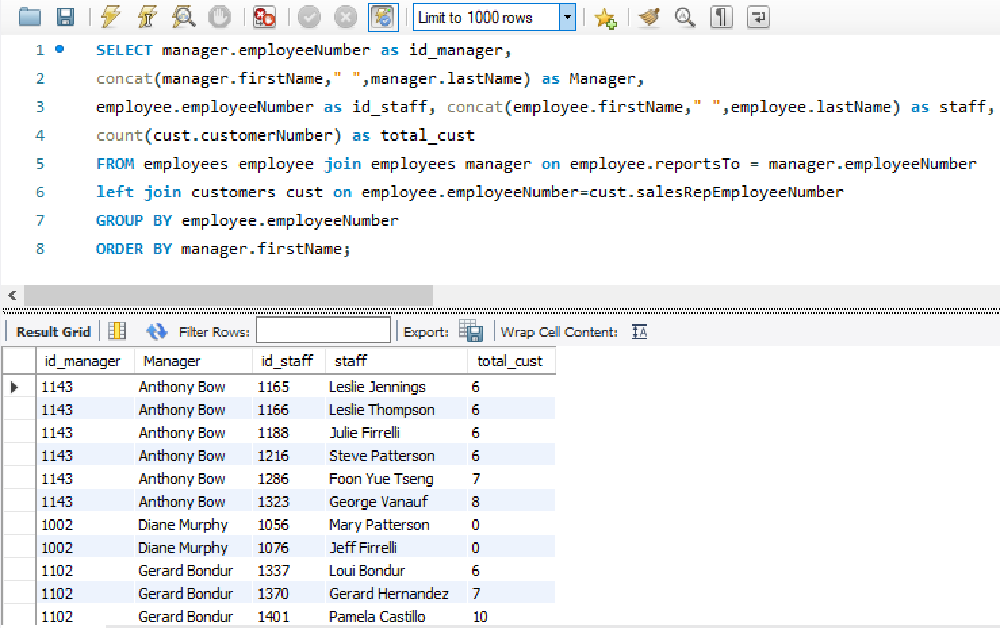 Limit to 1000 rows
1 SELECT manager.employeeNumber as id_manager,
2 concat(manager.firstName," ",manager.lastName) as Manager,
3 employee.employeeNumber as id_staff, concat(employee.firstName," ",employee.lastName) as staff,
4 count(cust.customerNumber) as total_cust
5 FROM employees employee join employees manager on employee.reportsTo = manager.employeeNumber
6 left join customers cust on employee.employeeNumber=cust.salesRepEmployeeNumber
7 GROUP BY employee.employeeNumber
8 ORDER BY manager.firstName;
Result Grid Filter Rows: Export: Wrap Cell Content: IA
id_manager Manager id_staff staff total_cust
1143 Anthony Bow 1165 Leslie Jennings 6
1143 Anthony Bow 1166 Leslie Thompson 6
1143 Anthony Bow 1188 Julie Firrelli 6
1143 Anthony Bow 1216 Steve Patterson 6
1143 Anthony Bow 1286 Foon Yue Tseng 7
1143 Anthony Bow 1323 George Vanauf 8
1002 Diane Murphy 1056 Mary Patterson 0
1002 Diane Murphy 1076 Jeff Firrelli 0
1102 Gerard Bondur 1337 Loui Bondur 6
1102 Gerard Bondur 1370 Gerard Hernandez 7
1102 Gerard Bondur 1401 Pamela Castillo 10